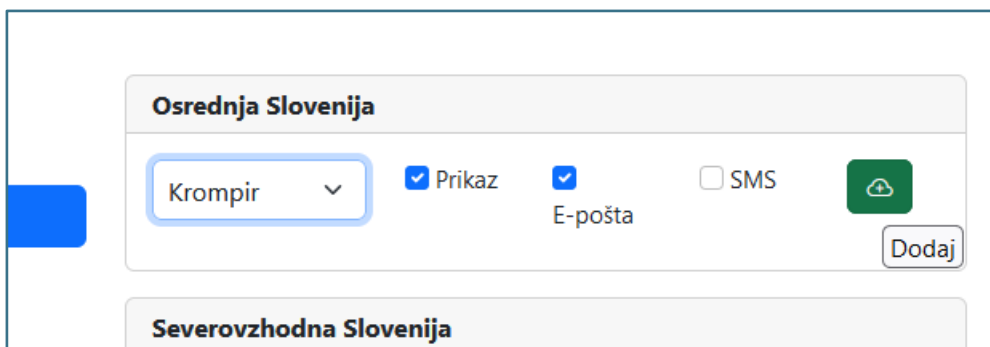 Osrednja Slovenija
Krompir Prikaz E-pošta SMS
Dodaj
Severovzhodna Slovenija